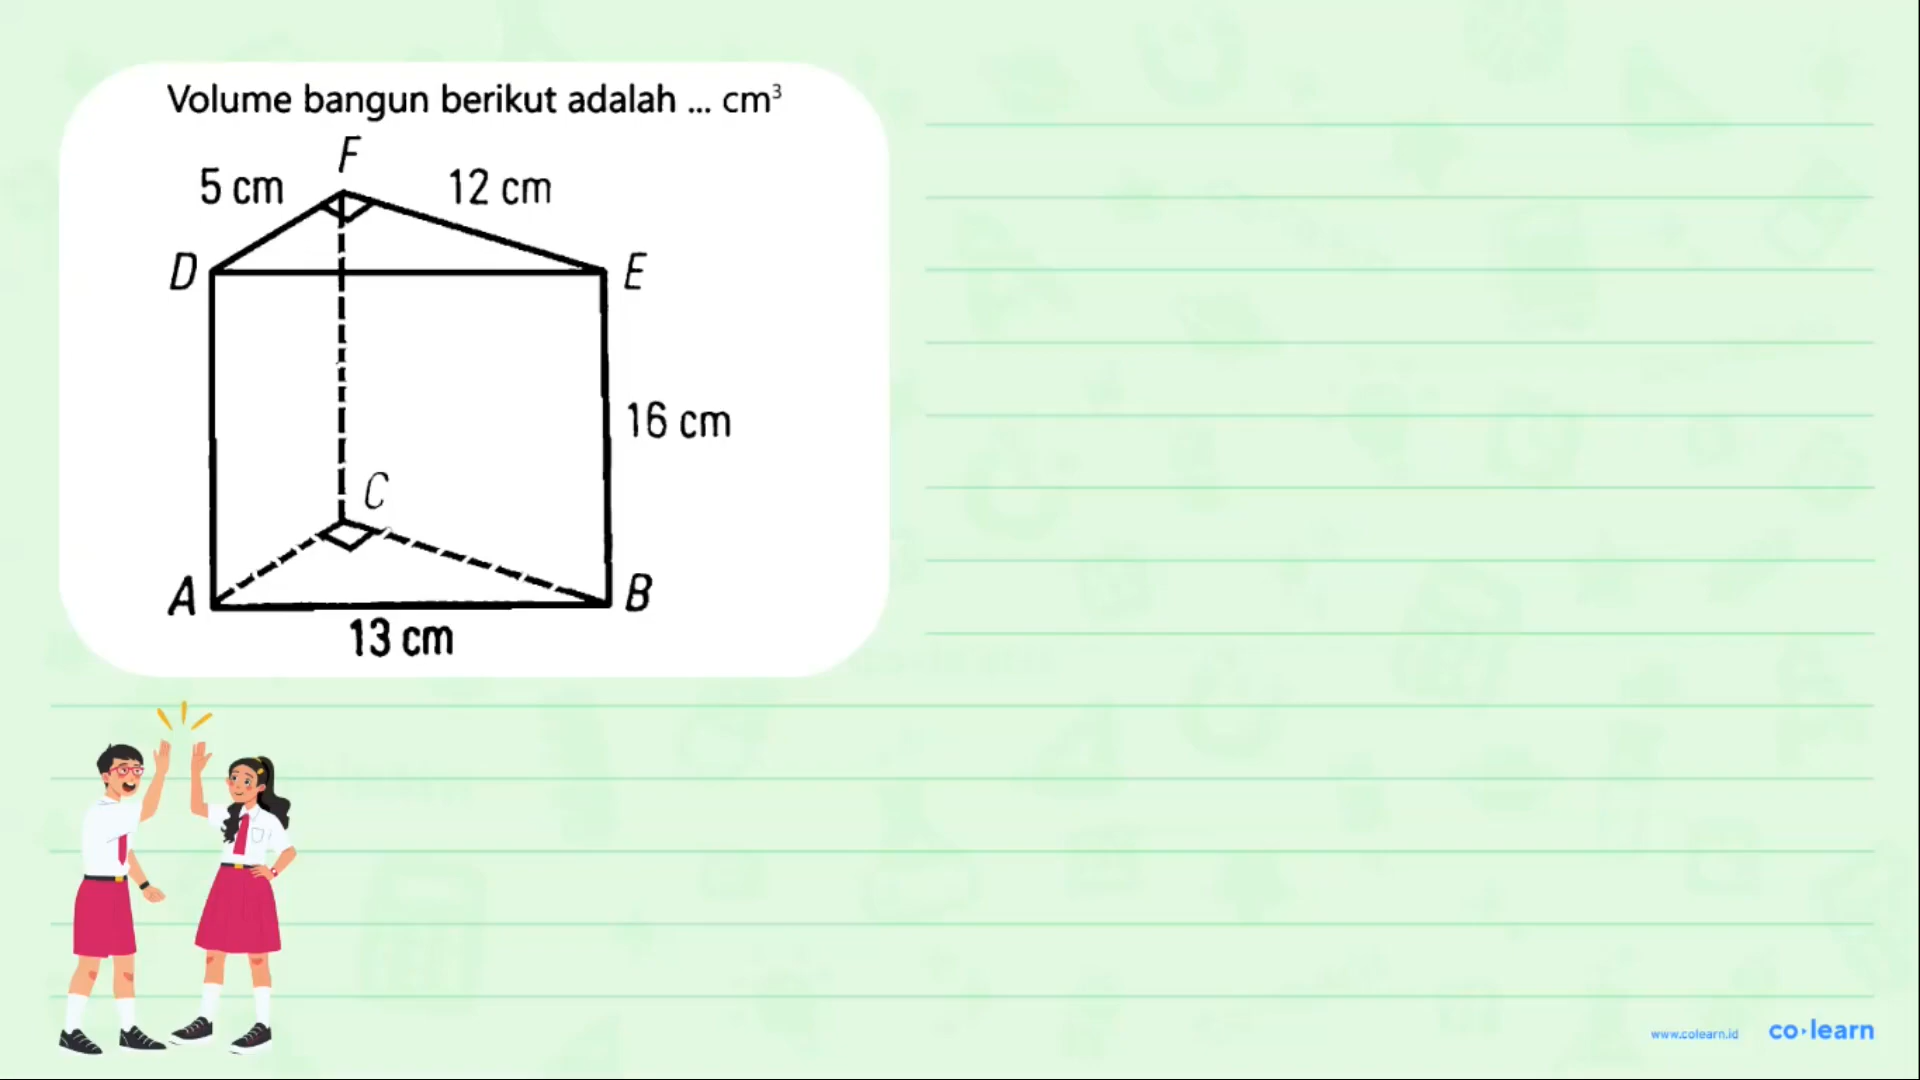 Volume bangun berikut adalah ... cm³
F
5 cm
12 cm
D
E
16 cm
C
A
B
13 cm
www.colearn.id
co·learn